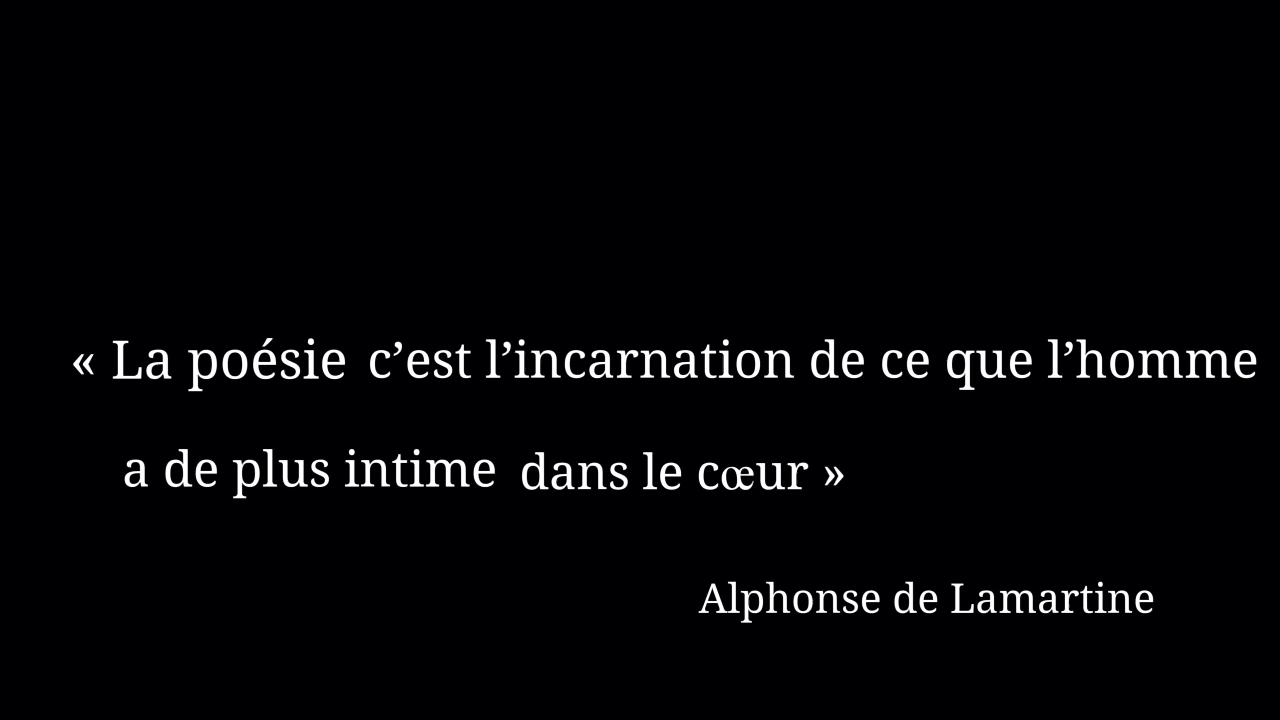 « La poésie c’est l’incarnation de ce que l’homme
a de plus intime dans le cœur »
Alphonse de Lamartine